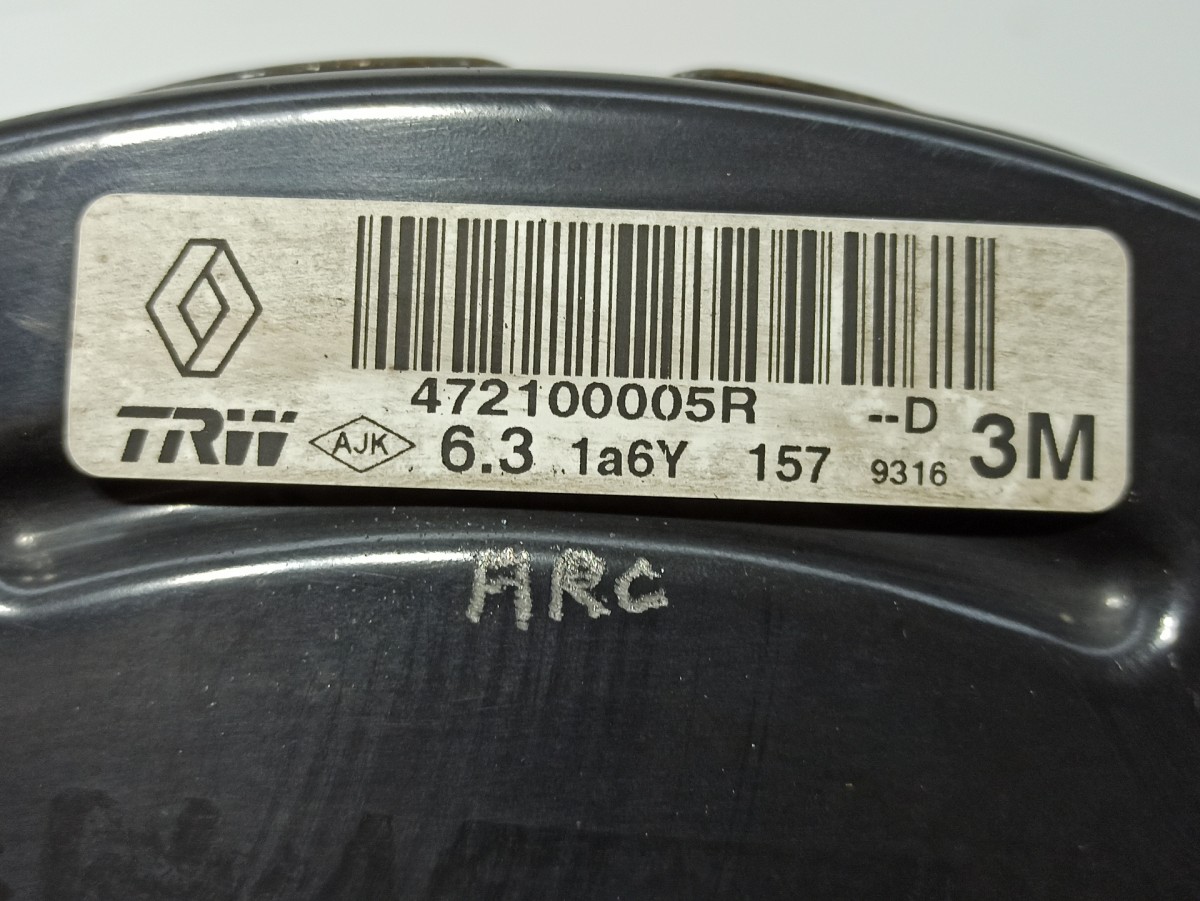 472100005R --D
TRW AJK 6.3 1a6Y 157 9316 3M
ARC